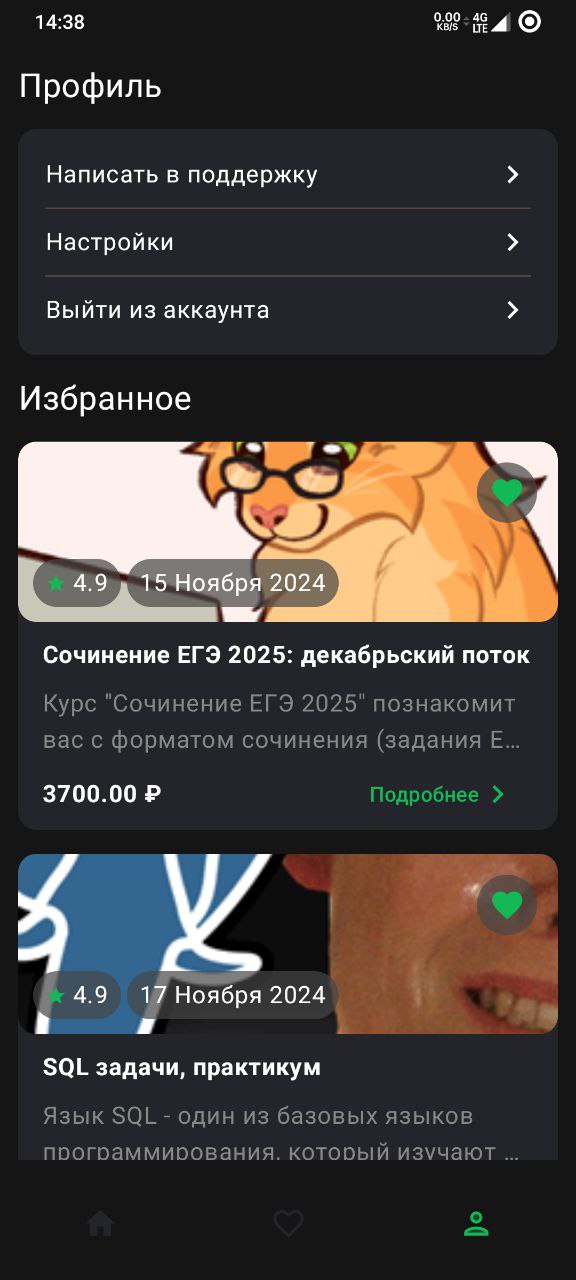 14:38
0.00
KB/S
4G
LTE
Профиль
Написать в поддержку
Настройки
Выйти из аккаунта
Избранное
4.9
15 Ноября 2024
Сочинение ЕГЭ 2025: декабрьский поток
Курс "Сочинение ЕГЭ 2025" познакомит
вас с форматом сочинения (задания Е…
3700.00 ₽
Подробнее
4.9
17 Ноября 2024
SQL задачи, практикум
Язык SQL - один из базовых языков
программирования, который изучают …